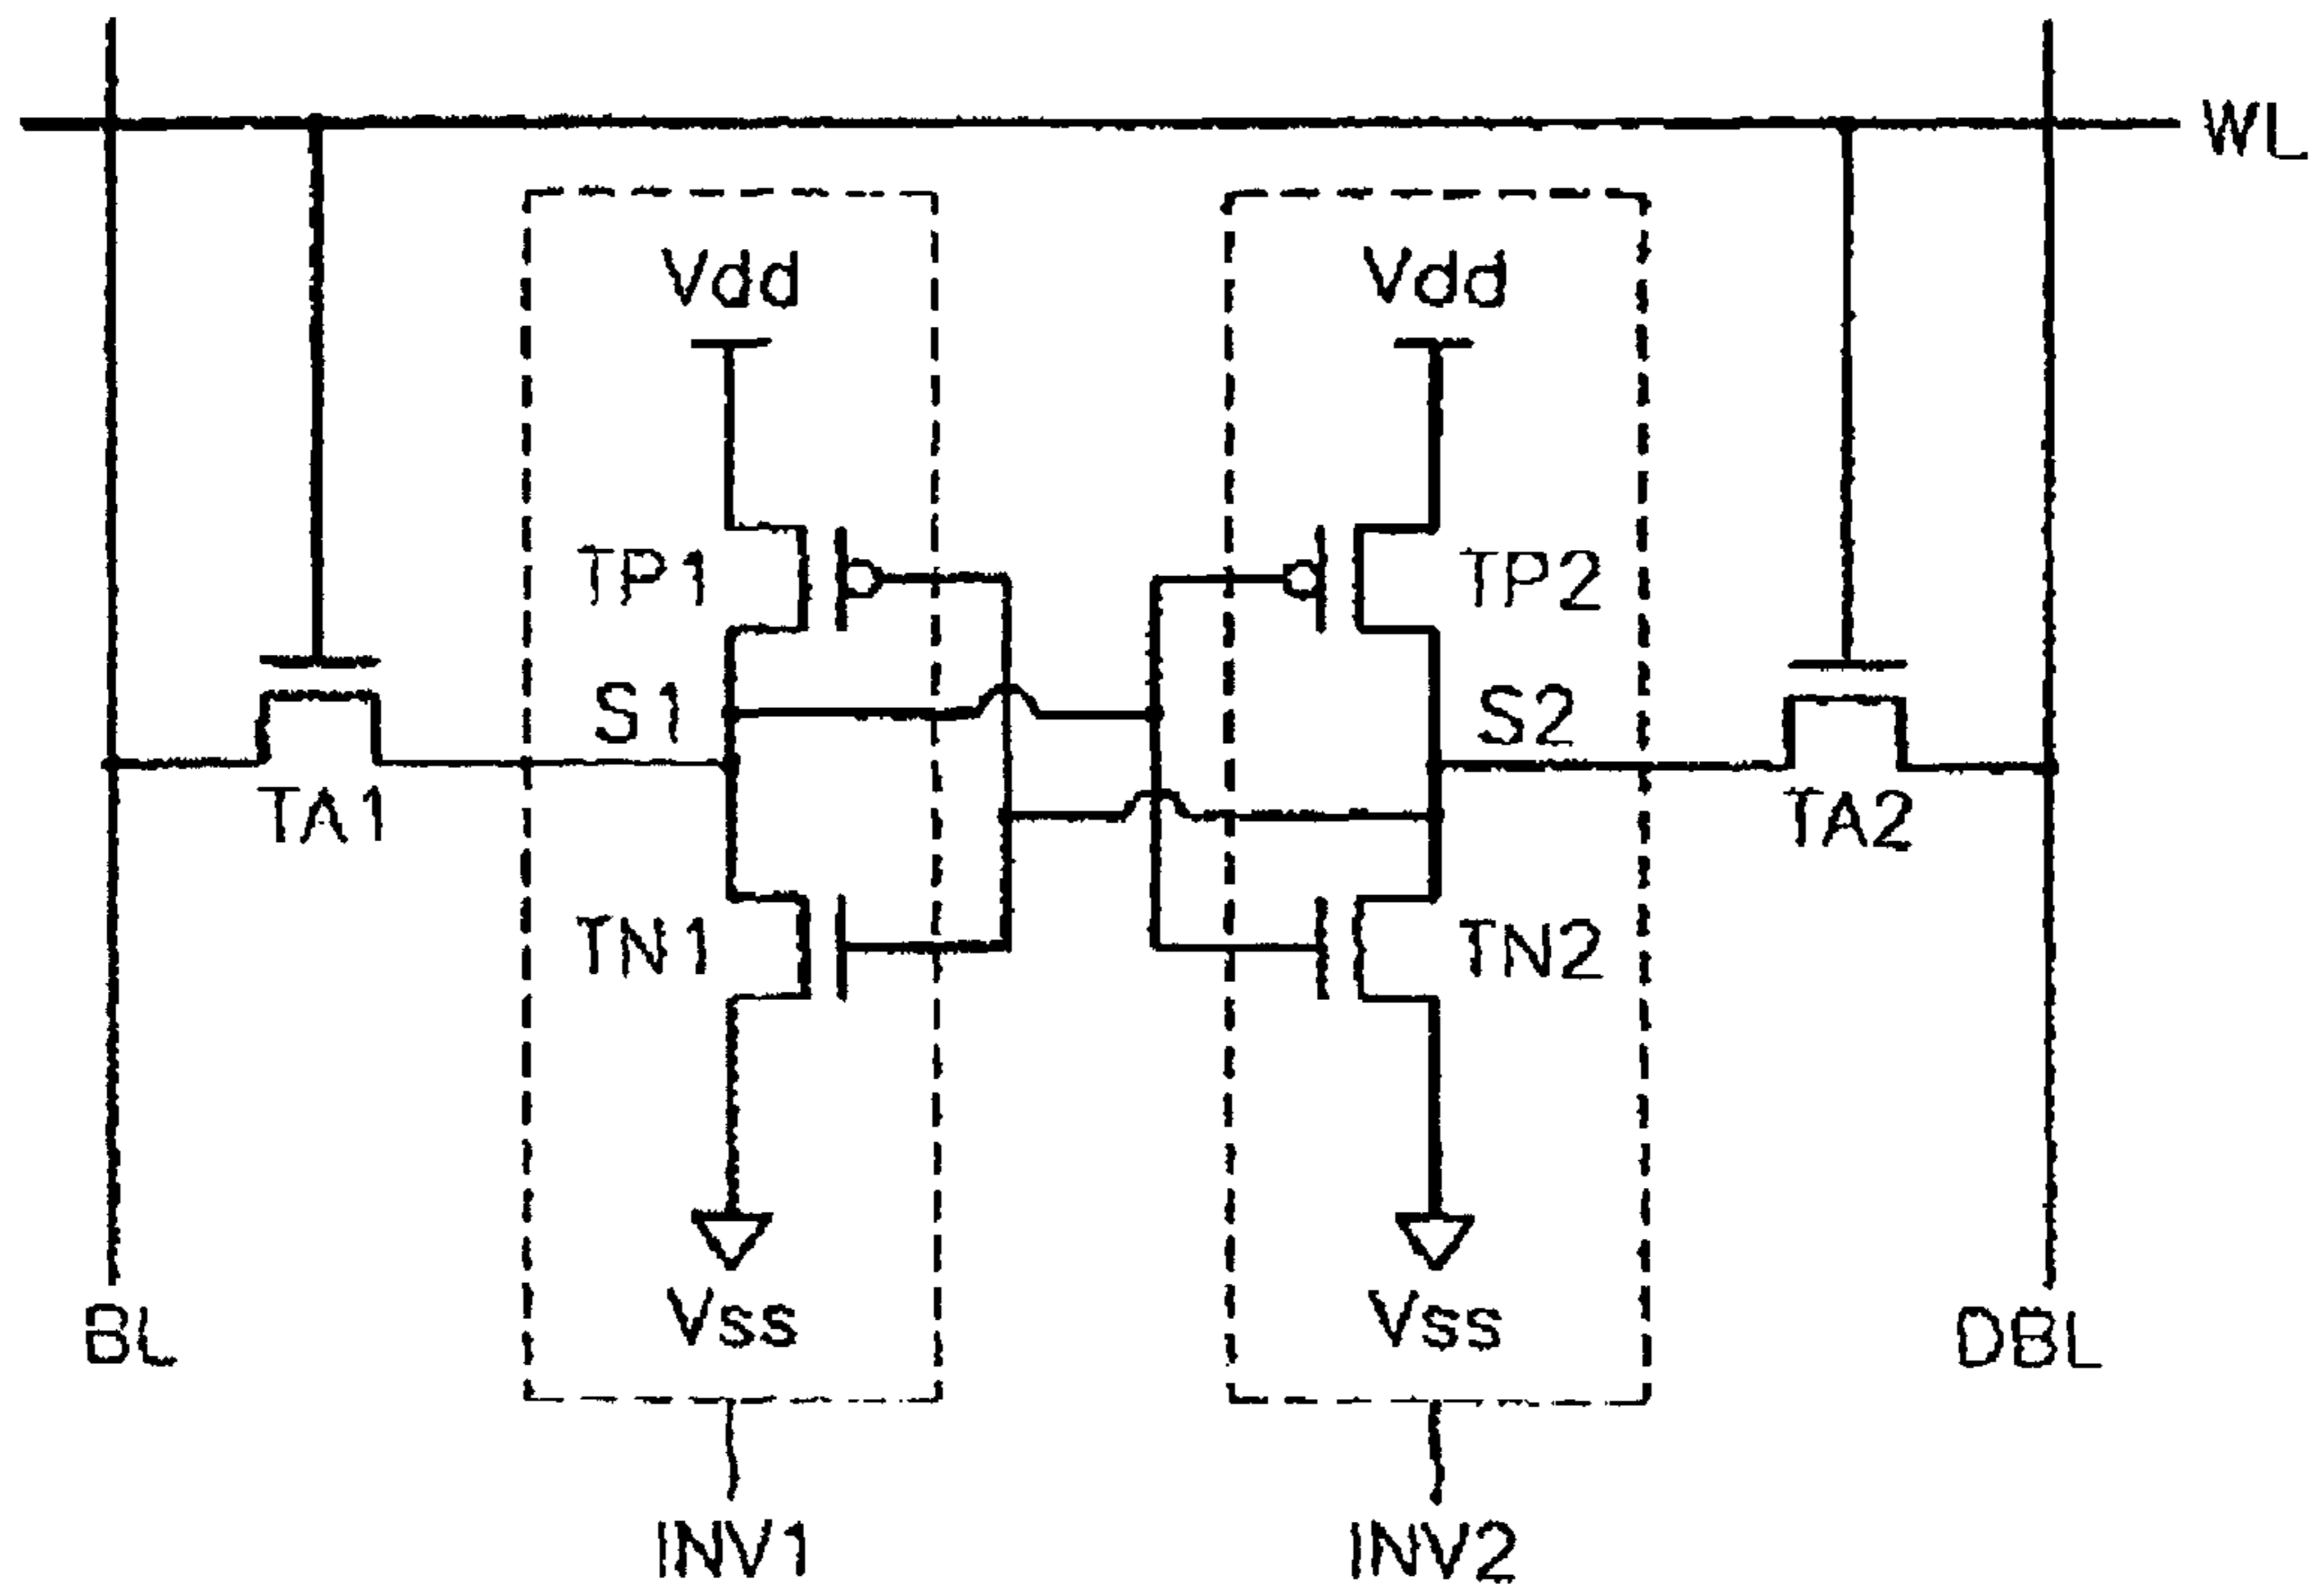 WL
Vdd
Vdd
TP1
TP2
S1
S2
TA1
TA2
TN1
TN2
Vss
Vss
BL
DBL
INV1
INV2